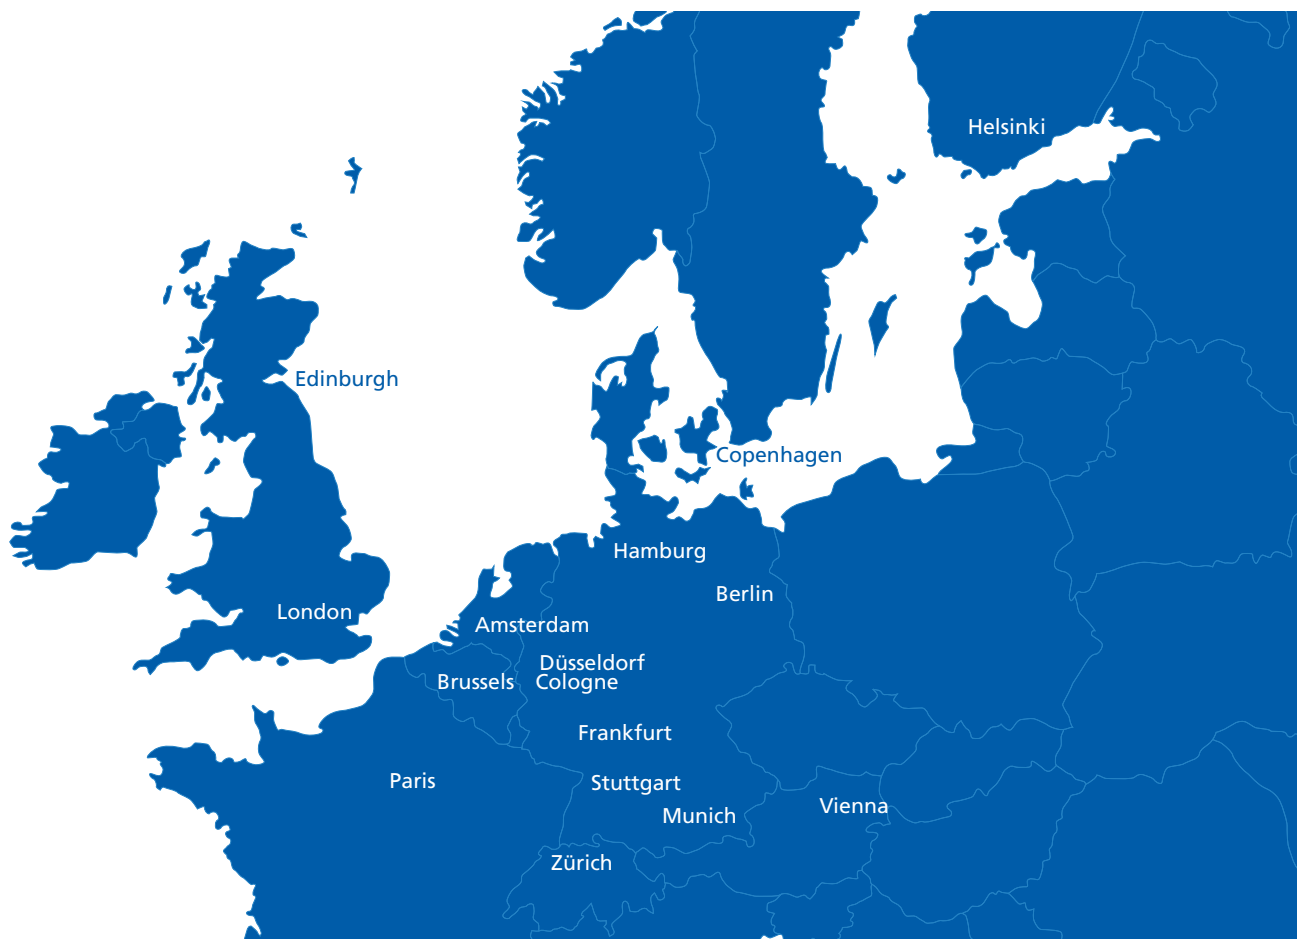 Helsinki
Edinburgh
Copenhagen
Hamburg
Berlin
London
Amsterdam
Düsseldorf
Brussels
Cologne
Frankfurt
Paris
Stuttgart
Vienna
Munich
Zürich